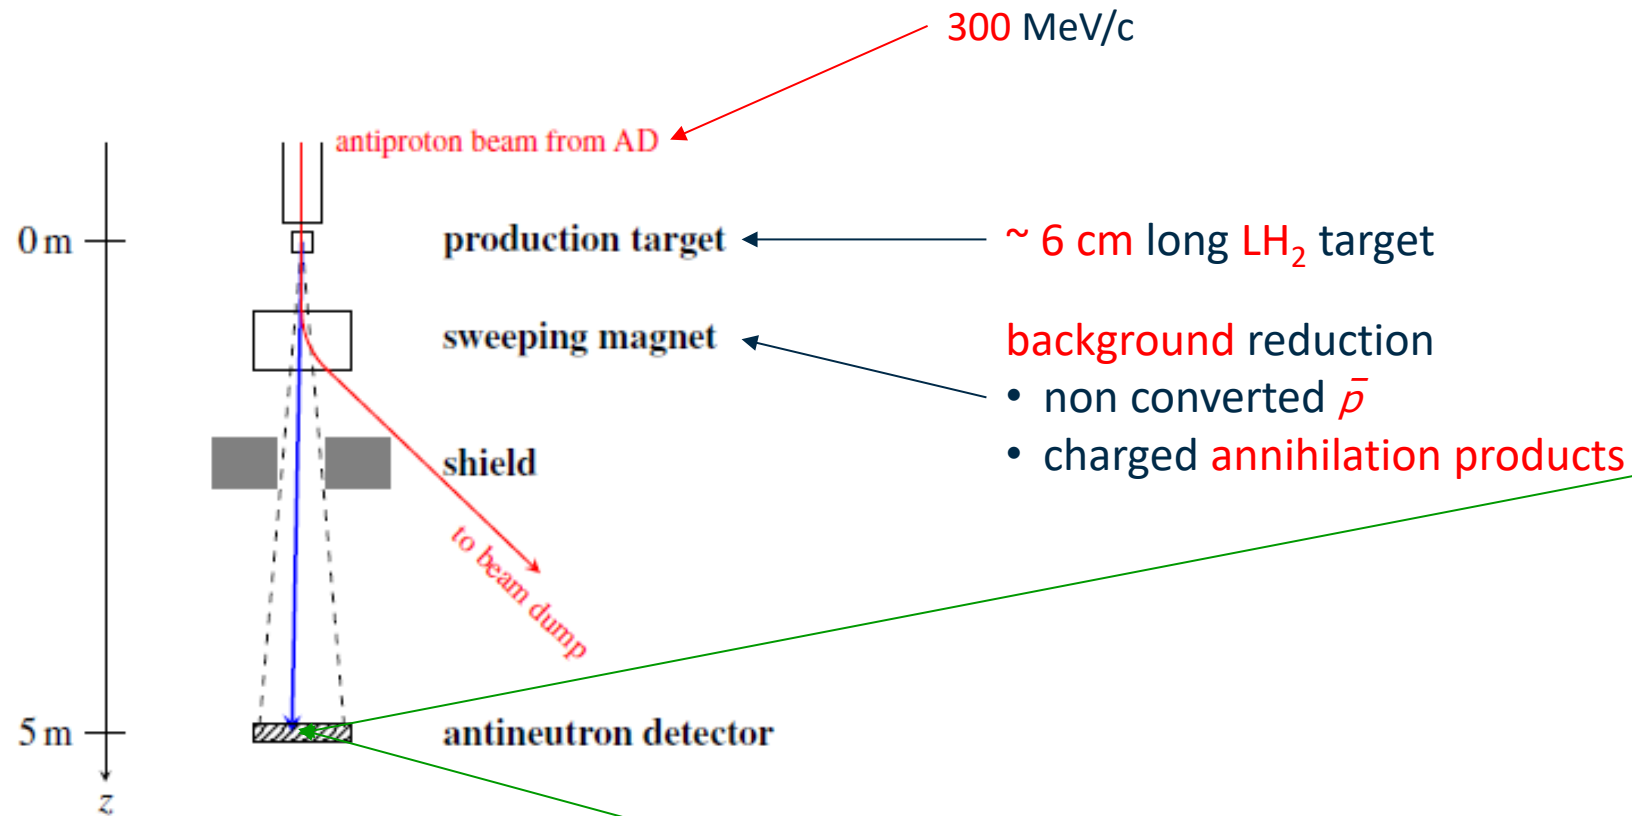 300 MeV/c
antiproton beam from AD
0 m
production target
~ 6 cm long LH₂ target
sweeping magnet
background reduction
• non converted p̄
• charged annihilation products
shield
to beam dump
5 m
antineutron detector
z